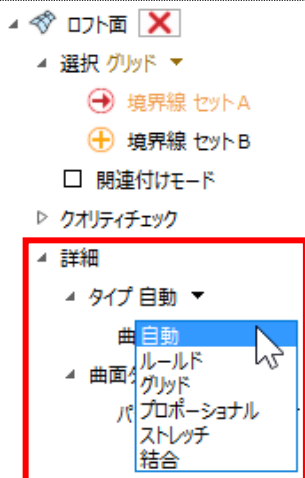 ロフト面
選択 グリッド
境界線 セットA
境界線 セットB
関連付けモード
クオリティチェック
詳細
タイプ 自動
曲
自動
ルールド
曲面
グリッド
パ
プロポーショナル
ストレッチ
結合